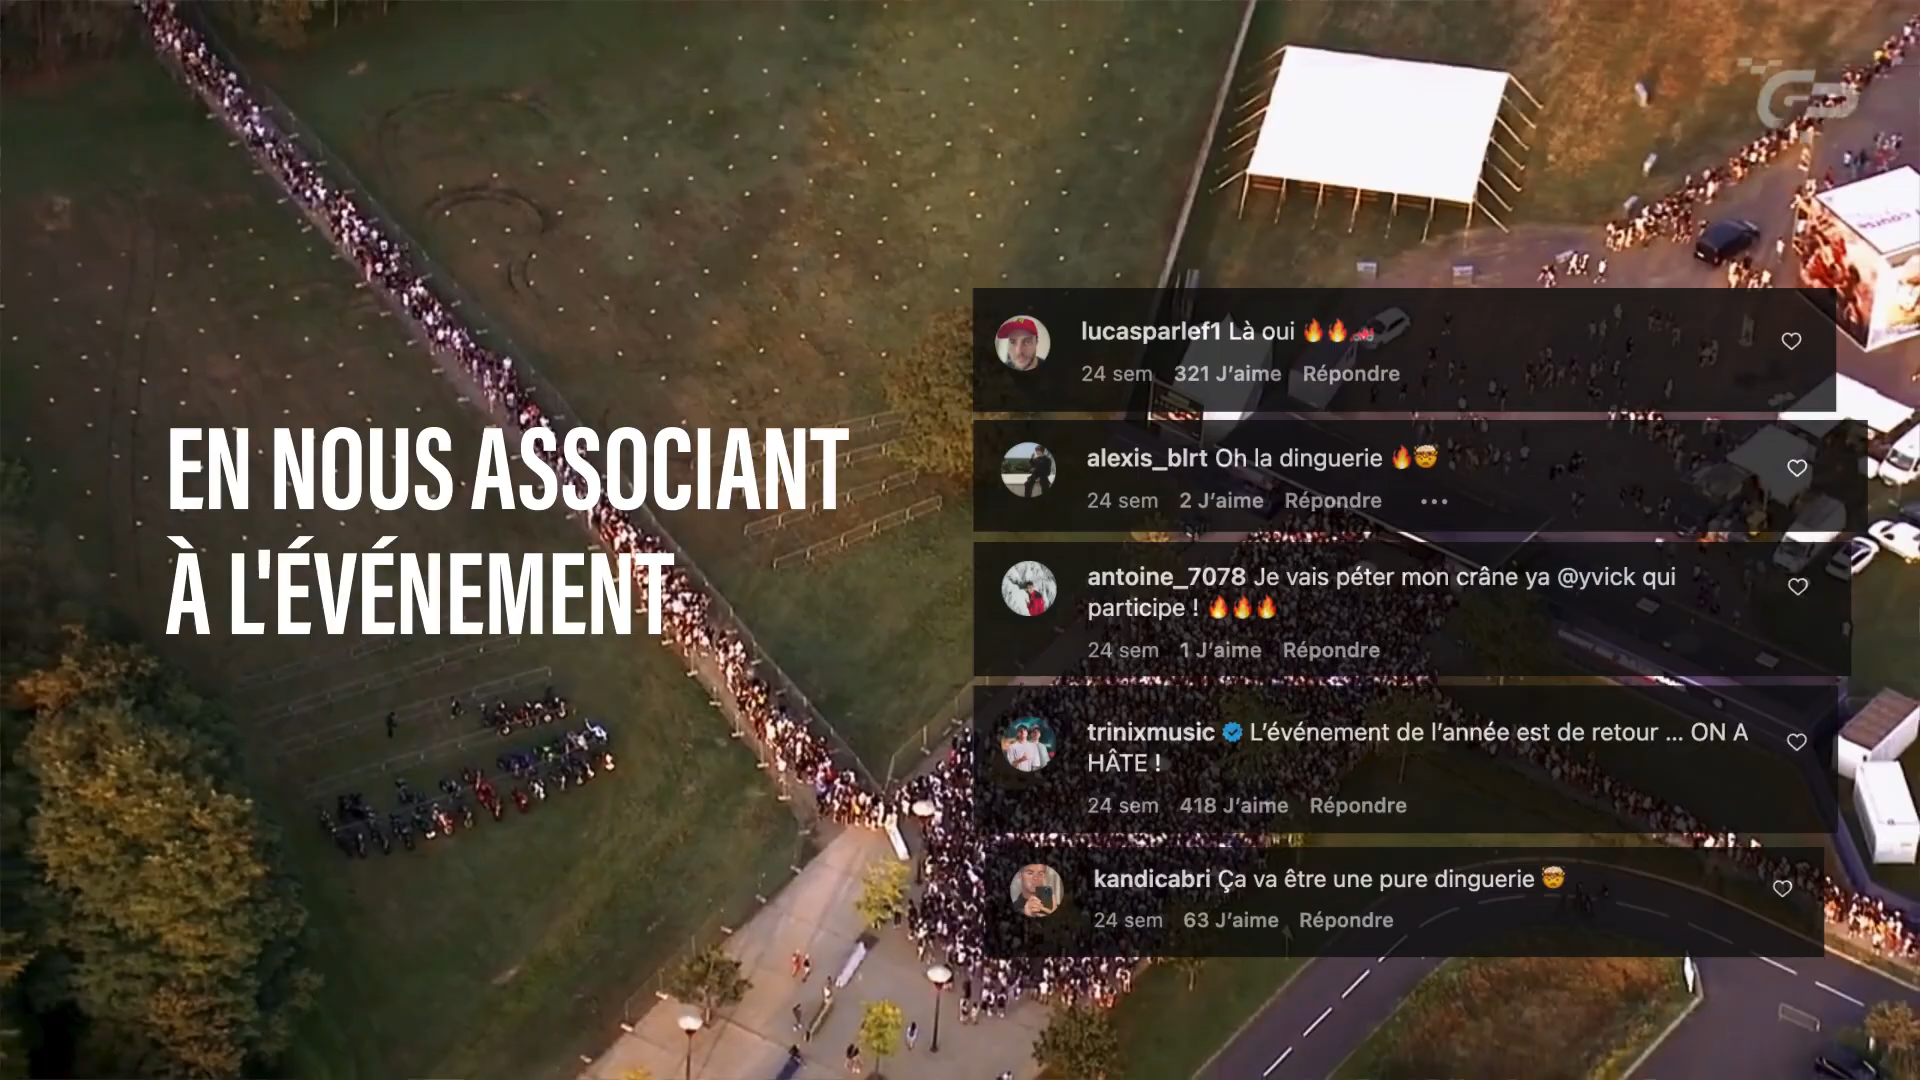 EN NOUS ASSOCIANT
À L'ÉVÉNEMENT
lucasparlef1 Là oui 🔥🔥🏎️
24 sem 321 J’aime Répondre
alexis_blrt Oh la dinguerie 🔥🤯
24 sem 2 J’aime Répondre ...
antoine_7078 Je vais péter mon crâne ya @yvick qui
participe ! 🔥🔥🔥
24 sem 1 J’aime Répondre
trinixmusic L’événement de l’année est de retour ... ON A
HÂTE !
24 sem 418 J’aime Répondre
kandicabri Ça va être une pure dinguerie 🤯
24 sem 63 J’aime Répondre